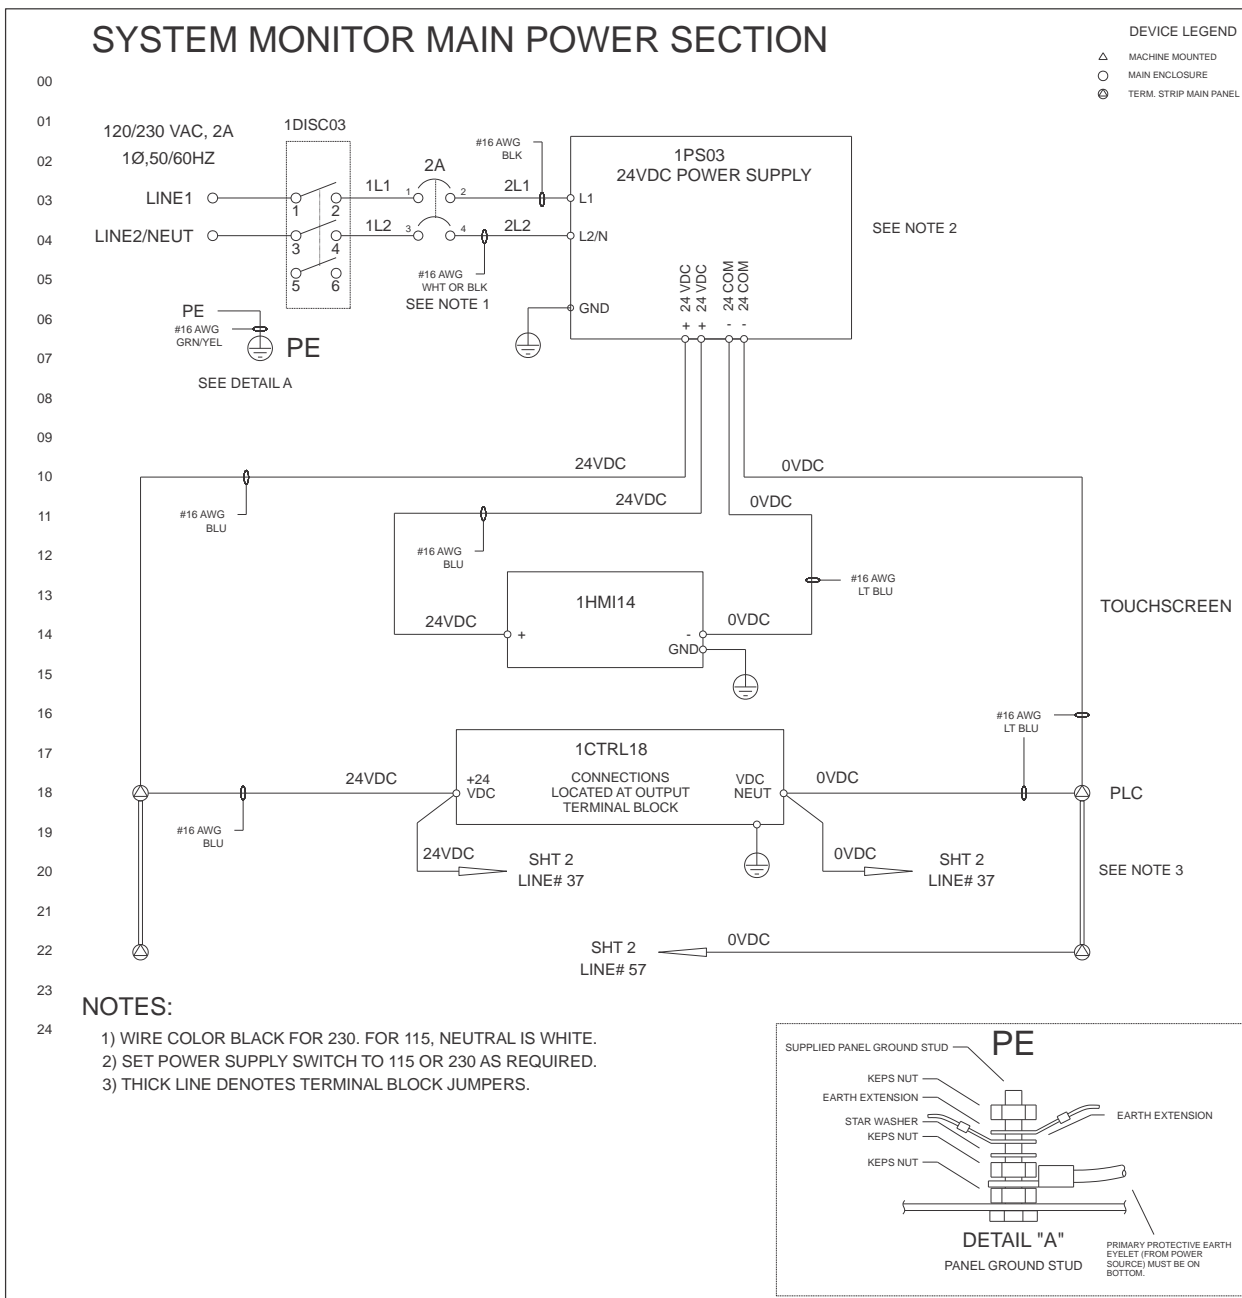 SYSTEM MONITOR MAIN POWER SECTION
DEVICE LEGEND
MACHINE MOUNTED
MAIN ENCLOSURE
TERM. STRIP MAIN PANEL
00
01
02
03
04
05
06
07
08
09
10
11
12
13
14
15
16
17
18
19
20
21
22
23
24
120/230 VAC, 2A
1Ø,50/60HZ
LINE1
LINE2/NEUT
1DISC03
1
2
3
4
5
6
1L1
1L2
2A
1
2
3
4
2L1
2L2
#16 AWG
BLK
#16 AWG
WHT OR BLK
SEE NOTE 1
PE
#16 AWG
GRN/YEL
PE
SEE DETAIL A
1PS03
24VDC POWER SUPPLY
L1
L2/N
GND
+ 24 VDC
+ 24 VDC
- 24 COM
- 24 COM
SEE NOTE 2
24VDC
0VDC
24VDC
0VDC
#16 AWG
BLU
#16 AWG
BLU
#16 AWG
LT BLU
1HMI14
24VDC
+
-
GND
0VDC
TOUCHSCREEN
#16 AWG
LT BLU
1CTRL18
CONNECTIONS
LOCATED AT OUTPUT
TERMINAL BLOCK
+24
VDC
VDC
NEUT
24VDC
0VDC
PLC
#16 AWG
BLU
24VDC
SHT 2
LINE# 37
0VDC
SHT 2
LINE# 37
SEE NOTE 3
SHT 2
LINE# 57
0VDC
NOTES:
1) WIRE COLOR BLACK FOR 230. FOR 115, NEUTRAL IS WHITE.
2) SET POWER SUPPLY SWITCH TO 115 OR 230 AS REQUIRED.
3) THICK LINE DENOTES TERMINAL BLOCK JUMPERS.
PE
SUPPLIED PANEL GROUND STUD
KEPS NUT
EARTH EXTENSION
STAR WASHER
KEPS NUT
KEPS NUT
EARTH EXTENSION
DETAIL "A"
PANEL GROUND STUD
PRIMARY PROTECTIVE EARTH
EYELET (FROM POWER
SOURCE) MUST BE ON
BOTTOM.